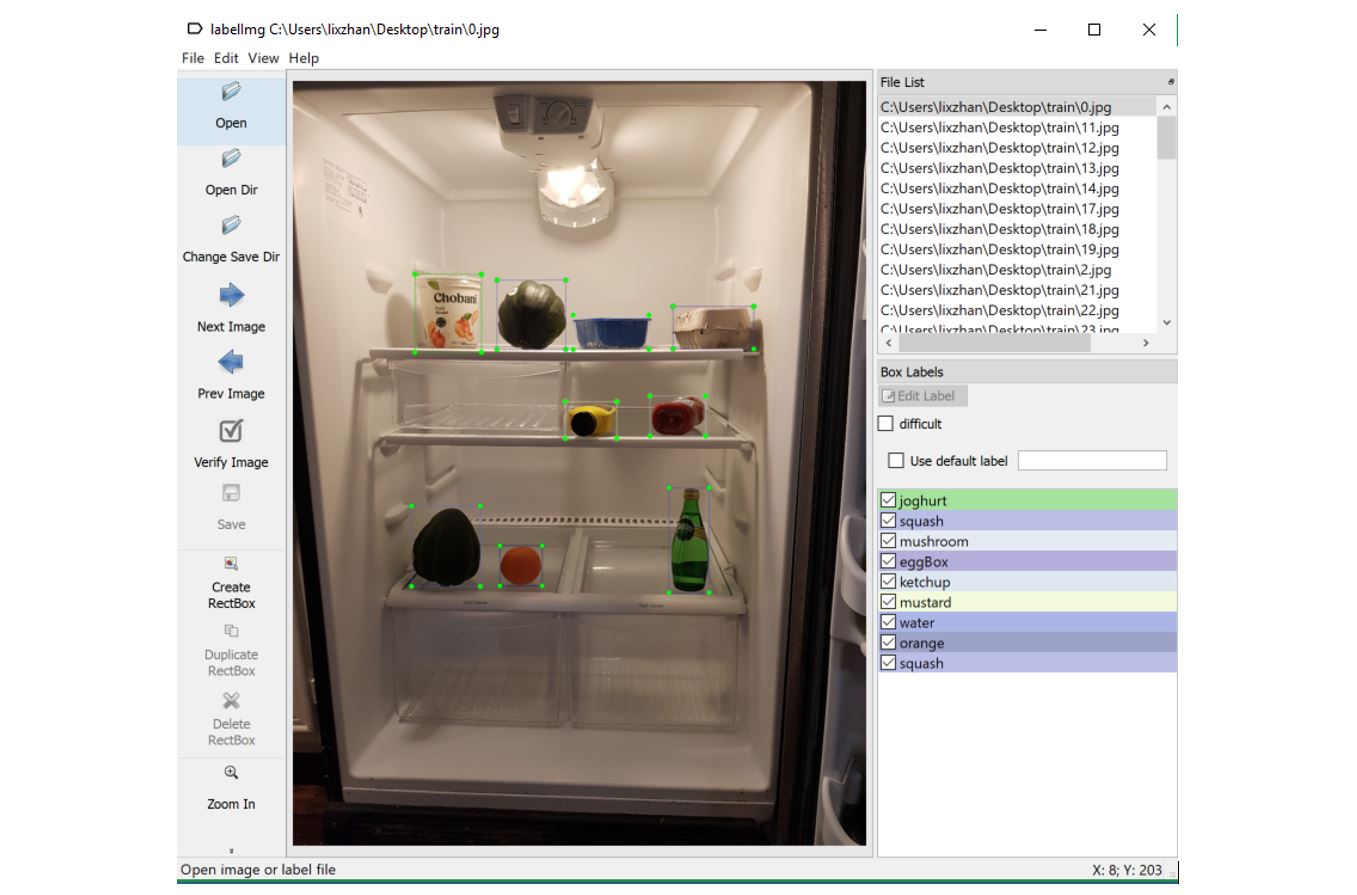 labelImg C:\Users\lixzhan\Desktop\train\0.jpg
File Edit View Help
Open
Open Dir
Change Save Dir
Next Image
Prev Image
Verify Image
Save
Create
RectBox
Duplicate
RectBox
Delete
RectBox
Zoom In
Chobani
File List
C:\Users\lixzhan\Desktop\train\0.jpg
C:\Users\lixzhan\Desktop\train\11.jpg
C:\Users\lixzhan\Desktop\train\12.jpg
C:\Users\lixzhan\Desktop\train\13.jpg
C:\Users\lixzhan\Desktop\train\14.jpg
C:\Users\lixzhan\Desktop\train\17.jpg
C:\Users\lixzhan\Desktop\train\18.jpg
C:\Users\lixzhan\Desktop\train\19.jpg
C:\Users\lixzhan\Desktop\train\2.jpg
C:\Users\lixzhan\Desktop\train\21.jpg
C:\Users\lixzhan\Desktop\train\22.jpg
C:\Users\lixzhan\Desktop\train\23.jpg
Box Labels
Edit Label
difficult
Use default label
joghurt
squash
mushroom
eggBox
ketchup
mustard
water
orange
squash
Open image or label file
X: 8; Y: 203